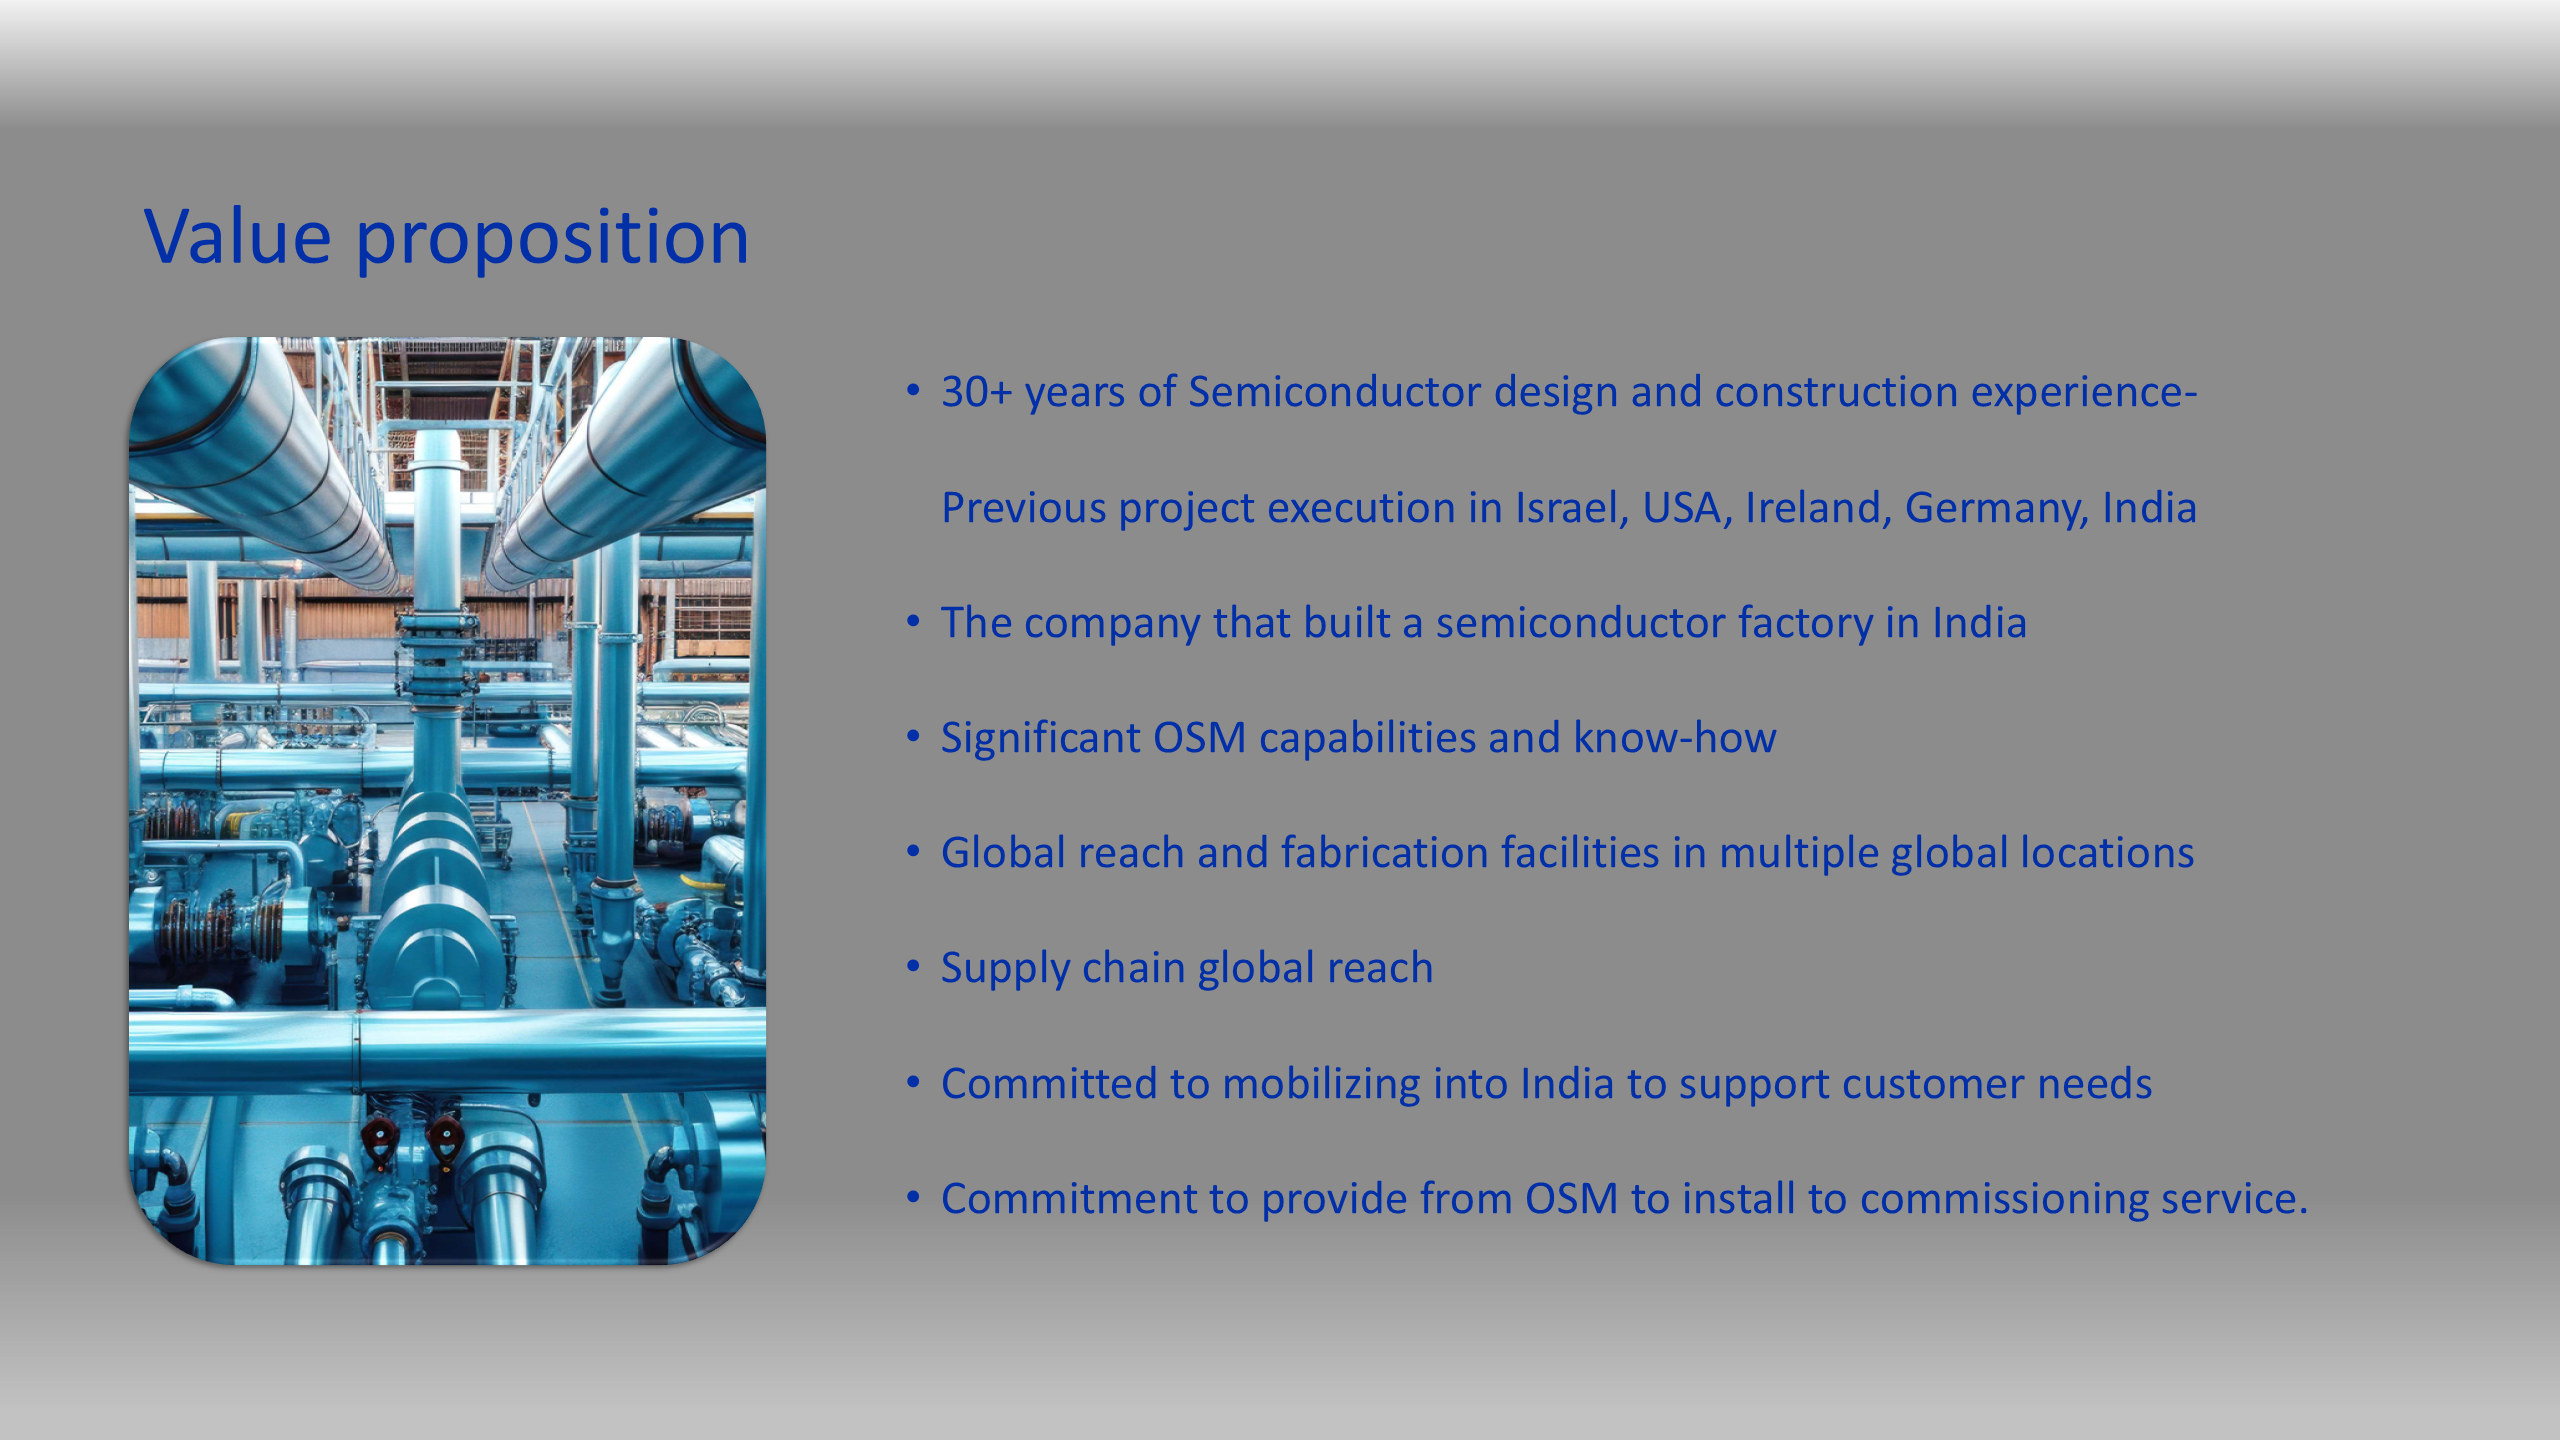 Value proposition
• 30+ years of Semiconductor design and construction experience-
Previous project execution in Israel, USA, Ireland, Germany, India
• The company that built a semiconductor factory in India
• Significant OSM capabilities and know-how
• Global reach and fabrication facilities in multiple global locations
• Supply chain global reach
• Committed to mobilizing into India to support customer needs
• Commitment to provide from OSM to install to commissioning service.